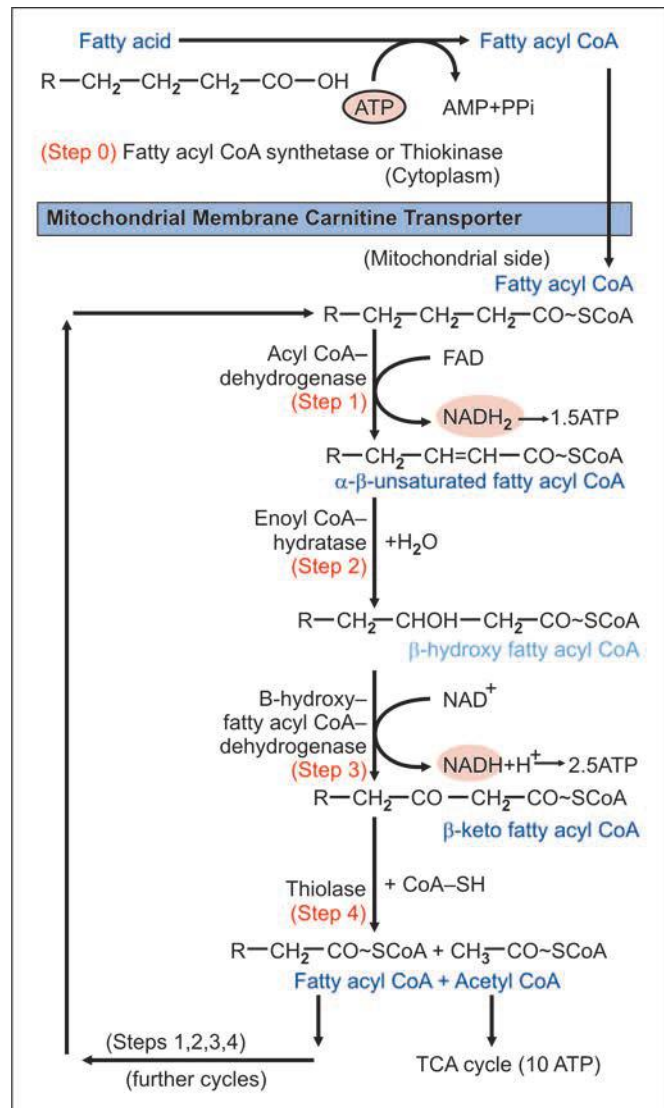 Fatty acid Fatty acyl CoA
R—CH₂—CH₂—CH₂—CO—OH
ATP AMP+PPi
(Step 0) Fatty acyl CoA synthetase or Thiokinase
(Cytoplasm)
Mitochondrial Membrane Carnitine Transporter
(Mitochondrial side)
Fatty acyl CoA
R—CH₂—CH₂—CH₂—CO~SCoA
Acyl CoA–
dehydrogenase
(Step 1)
FAD
NADH₂ 1.5ATP
R—CH₂—CH=CH—CO~SCoA
α-β-unsaturated fatty acyl CoA
Enoyl CoA–
hydratase
(Step 2)
+H₂O
R—CH₂—CHOH—CH₂—CO~SCoA
β-hydroxy fatty acyl CoA
B-hydroxy–
fatty acyl CoA–
dehydrogenase
(Step 3)
NAD⁺
NADH+H⁺ 2.5ATP
R—CH₂—CO—CH₂—CO~SCoA
β-keto fatty acyl CoA
Thiolase
(Step 4)
+ CoA–SH
R—CH₂—CO~SCoA + CH₃—CO~SCoA
Fatty acyl CoA + Acetyl CoA
(Steps 1,2,3,4)
(further cycles)
TCA cycle (10 ATP)